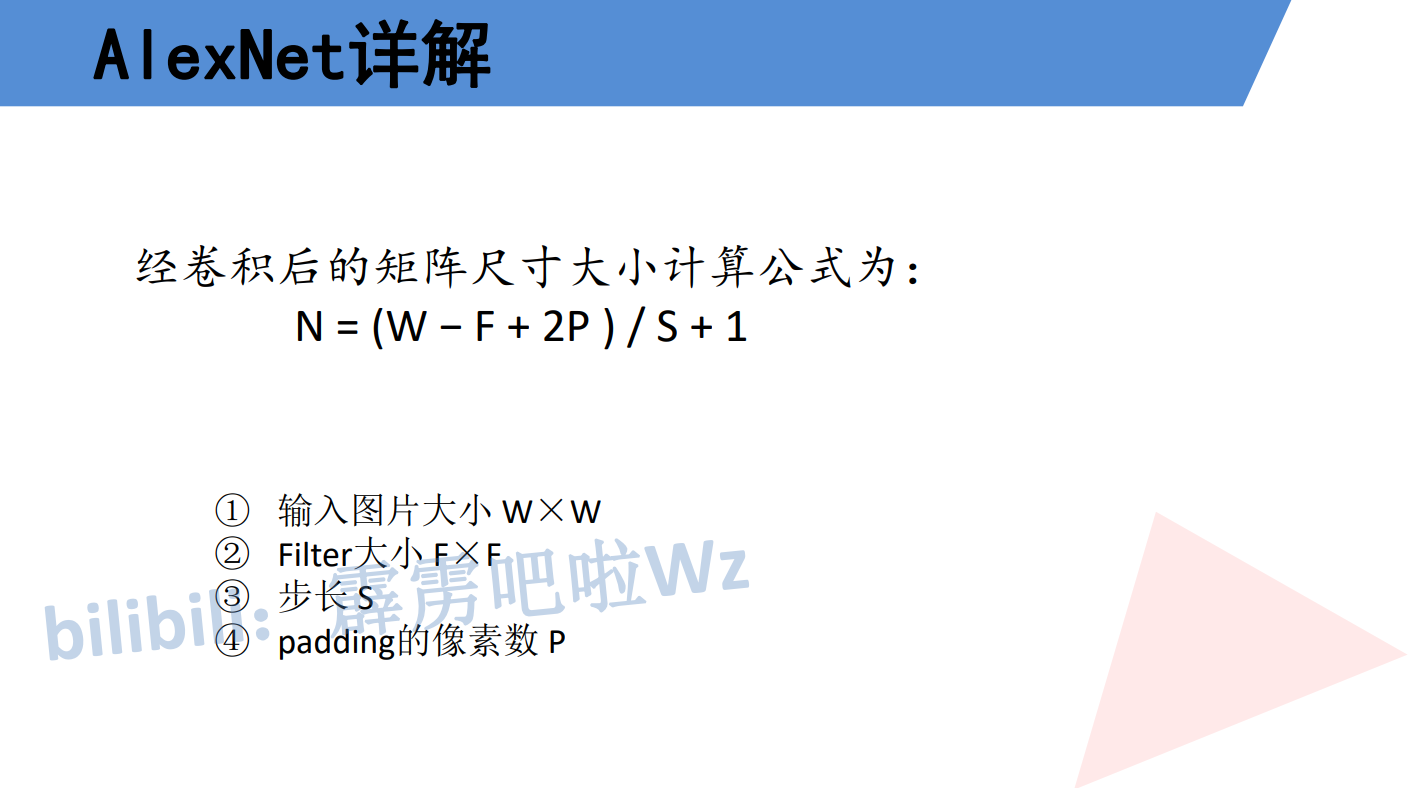 AlexNet详解
经卷积后的矩阵尺寸大小计算公式为：
N = (W − F + 2P ) / S + 1
① 输入图片大小 W×W
② Filter大小 F×F
③ 步长 S
④ padding的像素数 P
bilibili：霹雳吧啦Wz